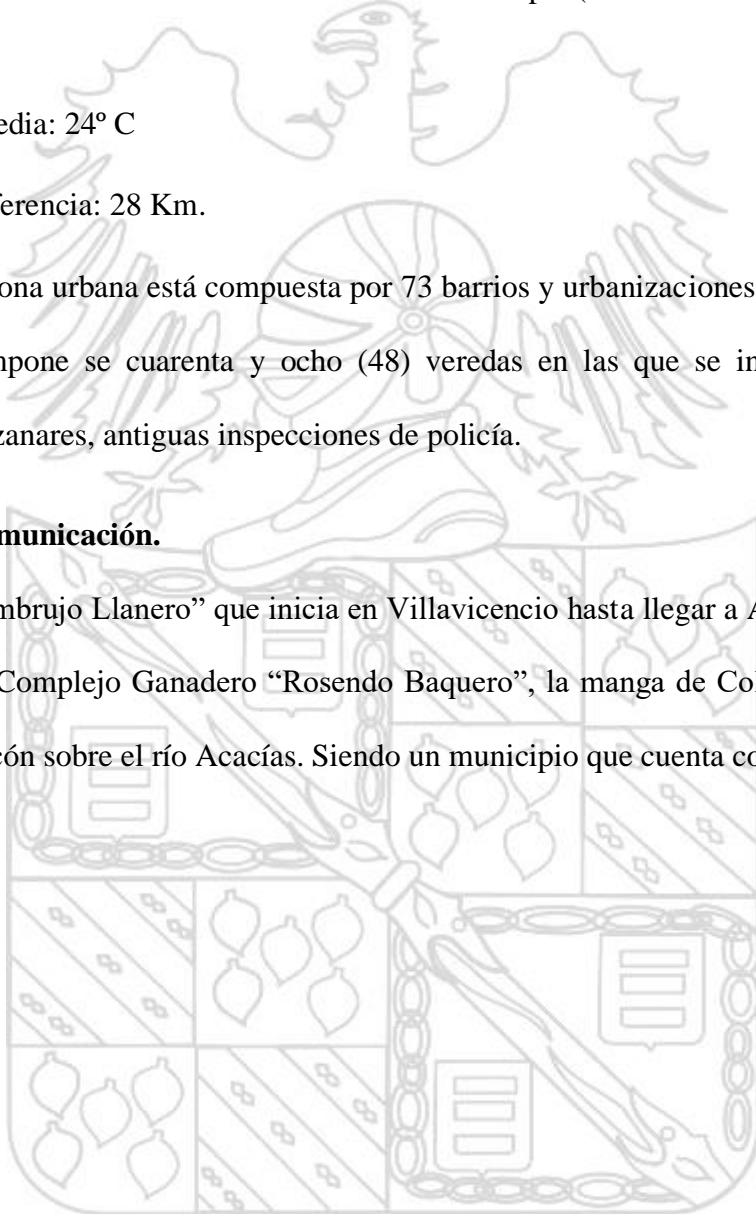 edia: 24º C
ferencia: 28 Km.
ona urbana está compuesta por 73 barrios y urbanizaciones
mpone se cuarenta y ocho (48) veredas en las que se in
zanares, antiguas inspecciones de policía.
municación.
mbrujo Llanero” que inicia en Villavicencio hasta llegar a A
Complejo Ganadero “Rosendo Baquero”, la manga de Col
cón sobre el río Acacías. Siendo un municipio que cuenta co